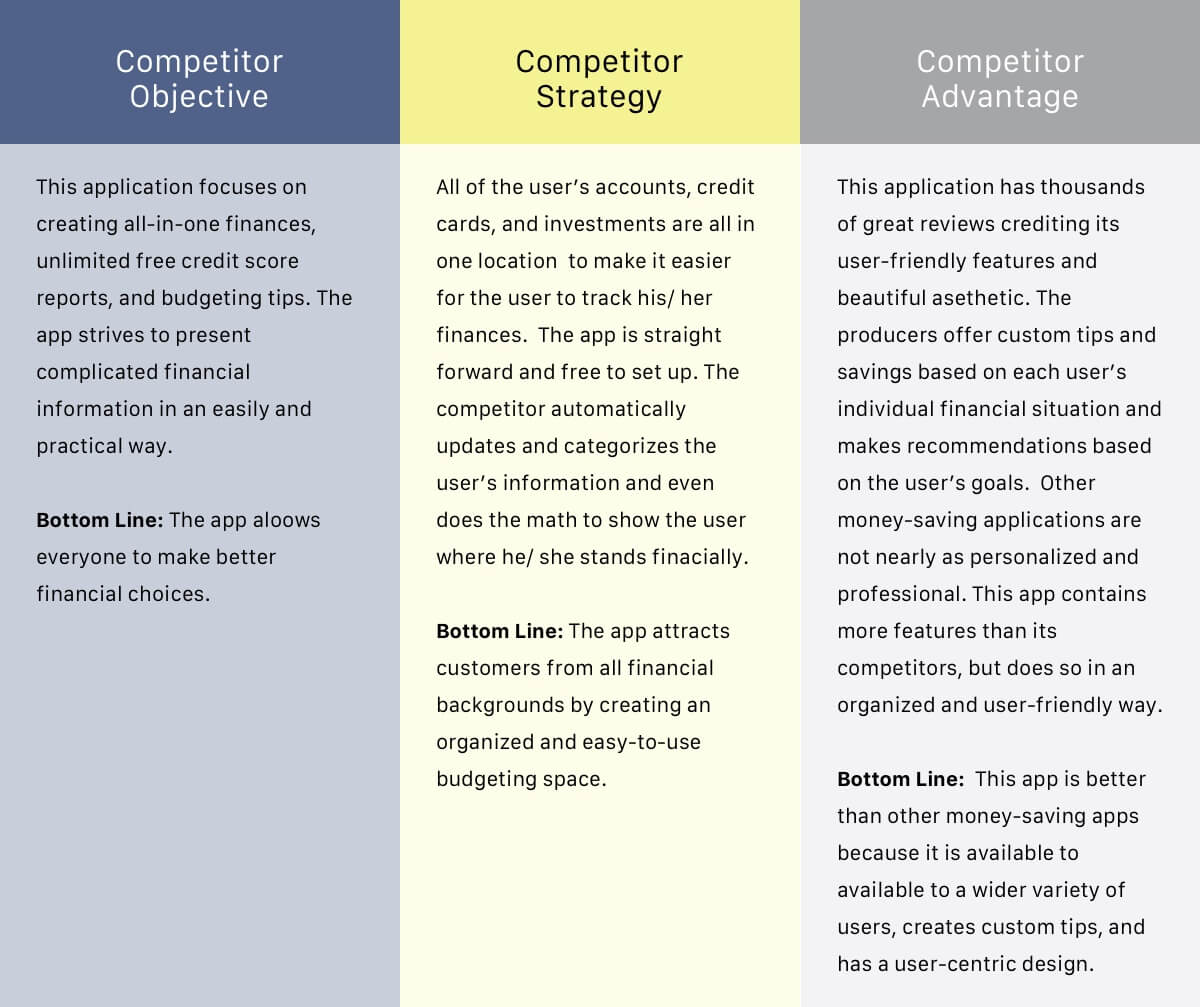 Competitor
Objective
This application focuses on
creating all-in-one finances,
unlimited free credit score
reports, and budgeting tips. The
app strives to present
complicated financial
information in an easily and
practical way.
Bottom Line: The app aloows
everyone to make better
financial choices.
Competitor
Strategy
All of the user’s accounts, credit
cards, and investments are all in
one location  to make it easier
for the user to track his/ her
finances.  The app is straight
forward and free to set up. The
competitor automatically
updates and categorizes the
user’s information and even
does the math to show the user
where he/ she stands finacially.
Bottom Line: The app attracts
customers from all financial
backgrounds by creating an
organized and easy-to-use
budgeting space.
Competitor
Advantage
This application has thousands
of great reviews crediting its
user-friendly features and
beautiful asethetic. The
producers offer custom tips and
savings based on each user’s
individual financial situation and
makes recommendations based
on the user’s goals.  Other
money-saving applications are
not nearly as personalized and
professional. This app contains
more features than its
competitors, but does so in an
organized and user-friendly way.
Bottom Line:  This app is better
than other money-saving apps
because it is available to
available to a wider variety of
users, creates custom tips, and
has a user-centric design.